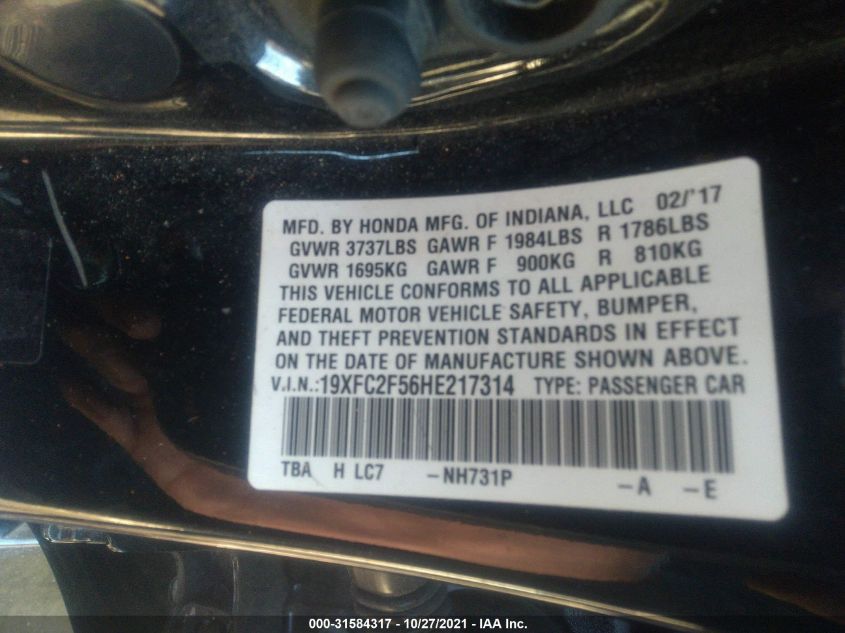 MFD. BY HONDA MFG. OF INDIANA, LLC 02/'17
GVWR 3737LBS GAWR F 1984LBS R 1786LBS
GVWR 1695KG GAWR F 900KG R 810KG
THIS VEHICLE CONFORMS TO ALL APPLICABLE
FEDERAL MOTOR VEHICLE SAFETY, BUMPER,
AND THEFT PREVENTION STANDARDS IN EFFECT
ON THE DATE OF MANUFACTURE SHOWN ABOVE.
V.I.N.:19XFC2F56HE217314 TYPE: PASSENGER CAR
TBA H LC7 -NH731P -A -E
000-31584317 - 10/27/2021 - IAA Inc.